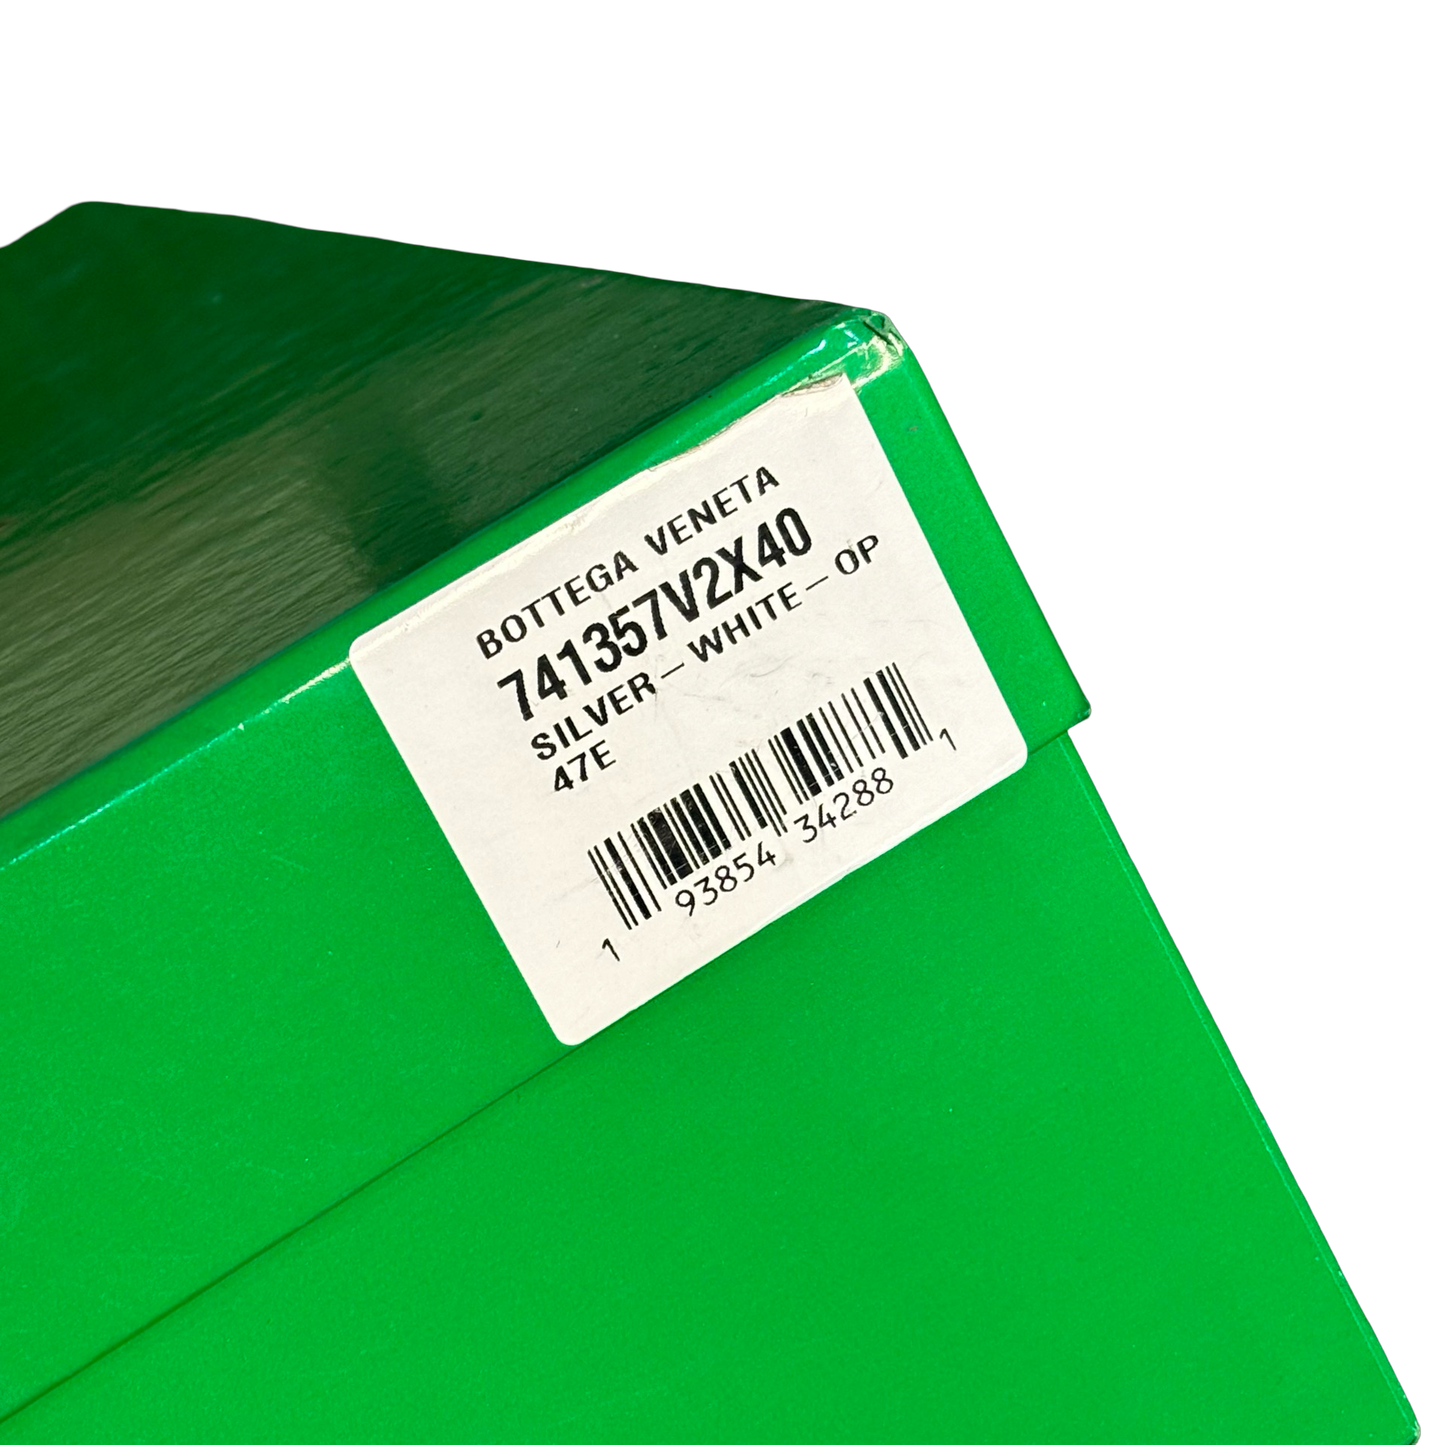 BOTTEGA VENETA
741357V2X40
SILVER-WHITE-OP
47E
1 93854 34288 1